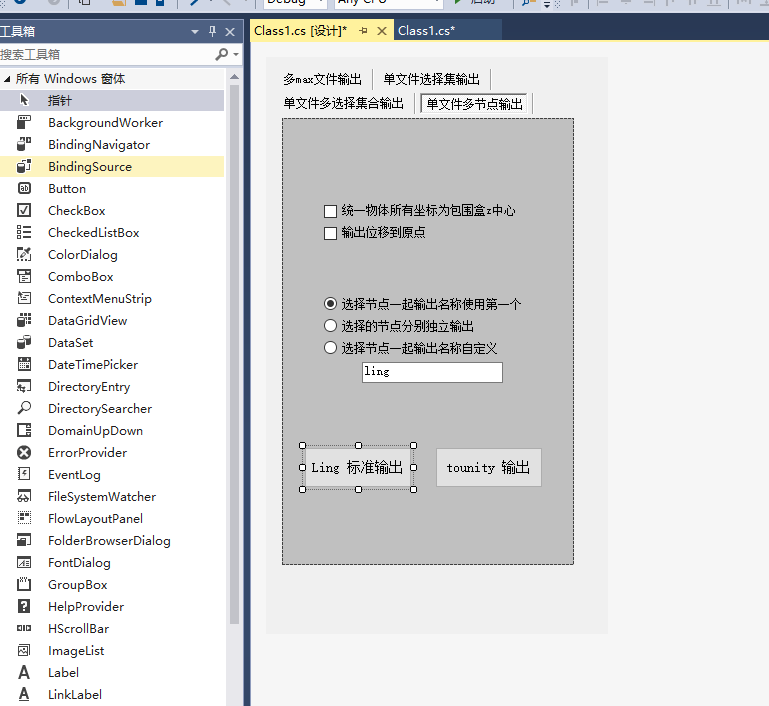 Debug
Any CPU
启动
工具箱
搜索工具箱
所有 Windows 窗体
指针
BackgroundWorker
BindingNavigator
BindingSource
Button
CheckBox
CheckedListBox
ColorDialog
ComboBox
ContextMenuStrip
DataGridView
DataSet
DateTimePicker
DirectoryEntry
DirectorySearcher
DomainUpDown
ErrorProvider
EventLog
FileSystemWatcher
FlowLayoutPanel
FolderBrowserDialog
FontDialog
GroupBox
HelpProvider
HScrollBar
ImageList
Label
LinkLabel
Class1.cs [设计]* Class1.cs*
多max文件输出 单文件选择集输出
单文件多选择集合输出 单文件多节点输出
统一物体所有坐标为包围盒z中心
输出位移到原点
选择节点一起输出名称使用第一个
选择的节点分别独立输出
选择节点一起输出名称自定义
ling
Ling 标准输出 tounity 输出